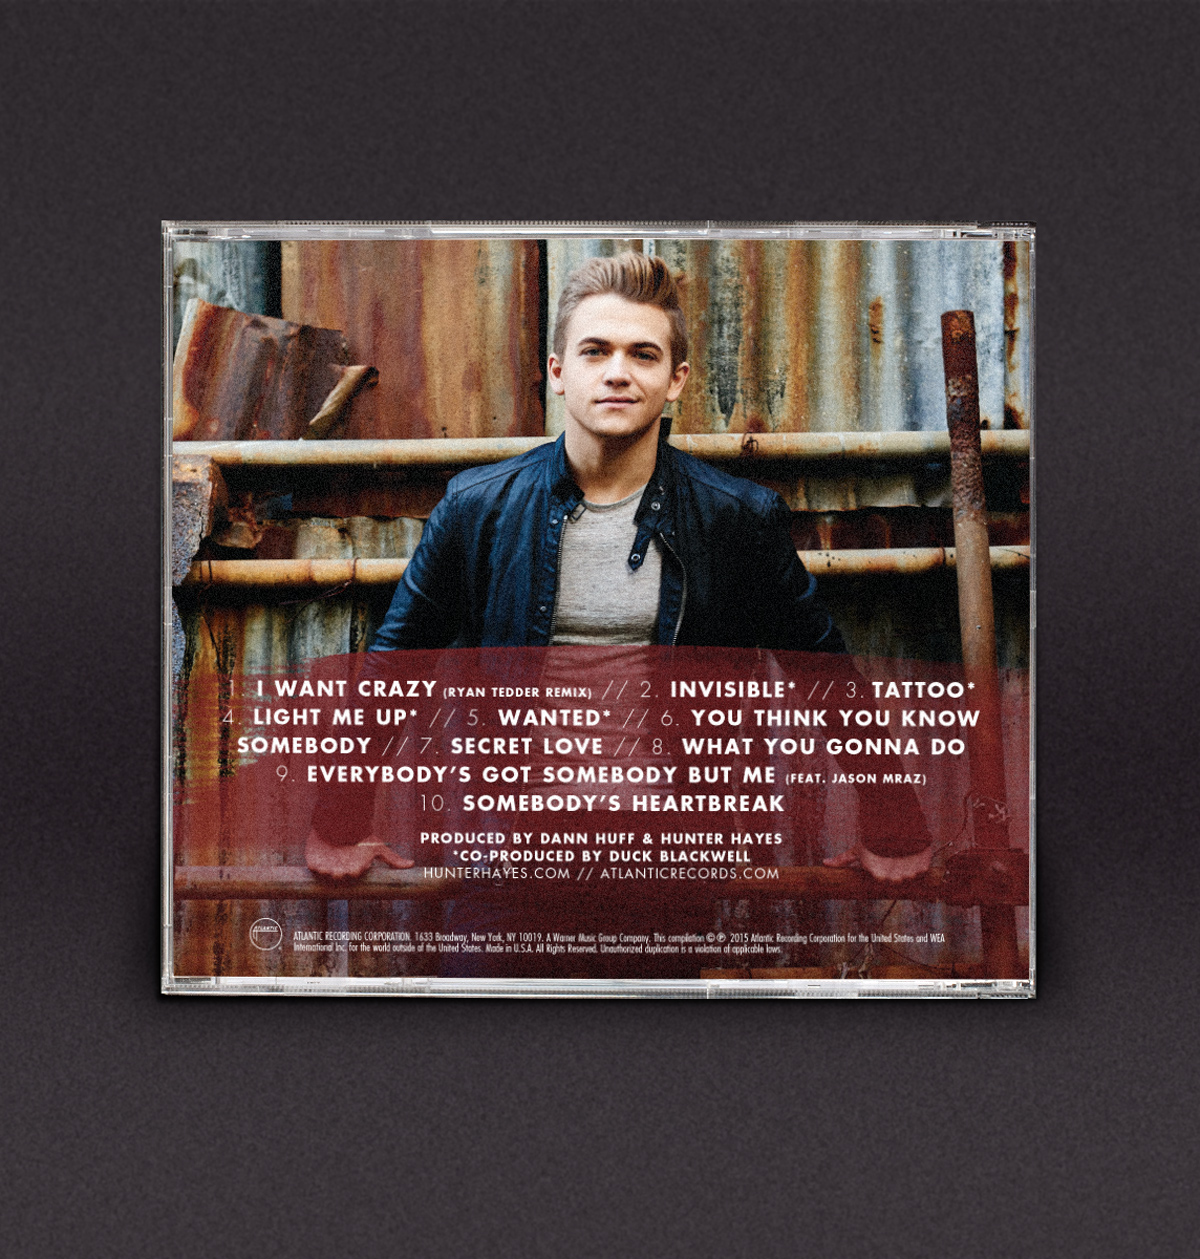 1. I WANT CRAZY (RYAN TEDDER REMIX) // 2. INVISIBLE* // 3. TATTOO*
4. LIGHT ME UP* // 5. WANTED* // 6. YOU THINK YOU KNOW
SOMEBODY // 7. SECRET LOVE // 8. WHAT YOU GONNA DO
9. EVERYBODY'S GOT SOMEBODY BUT ME (FEAT. JASON MRAZ)
10. SOMEBODY'S HEARTBREAK
PRODUCED BY DANN HUFF & HUNTER HAYES
*CO-PRODUCED BY DUCK BLACKWELL
HUNTERHAYES.COM // ATLANTICRECORDS.COM
ATLANTIC
ATLANTIC RECORDING CORPORATION. 1633 Broadway, New York, NY 10019. A Warner Music Group Company. This compilation ©℗ 2015 Atlantic Recording Corporation for the United States and WEA
International Inc. for the world outside of the United States. Made in U.S.A. All Rights Reserved. Unauthorized duplication is a violation of applicable laws.